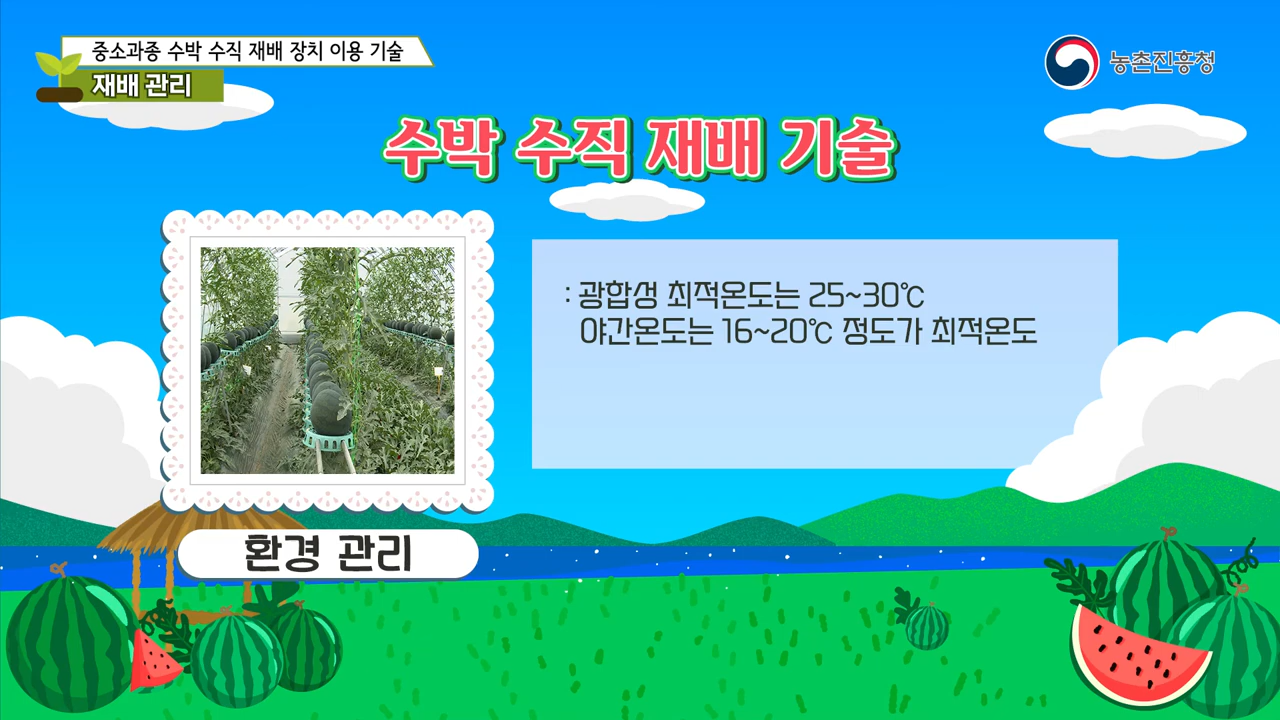 중소과종 수박 수직 재배 장치 이용 기술
재배 관리
농촌진흥청
수박 수직 재배 기술
: 광합성 최적온도는 25~30℃
야간온도는 16~20℃ 정도가 최적온도
환경 관리